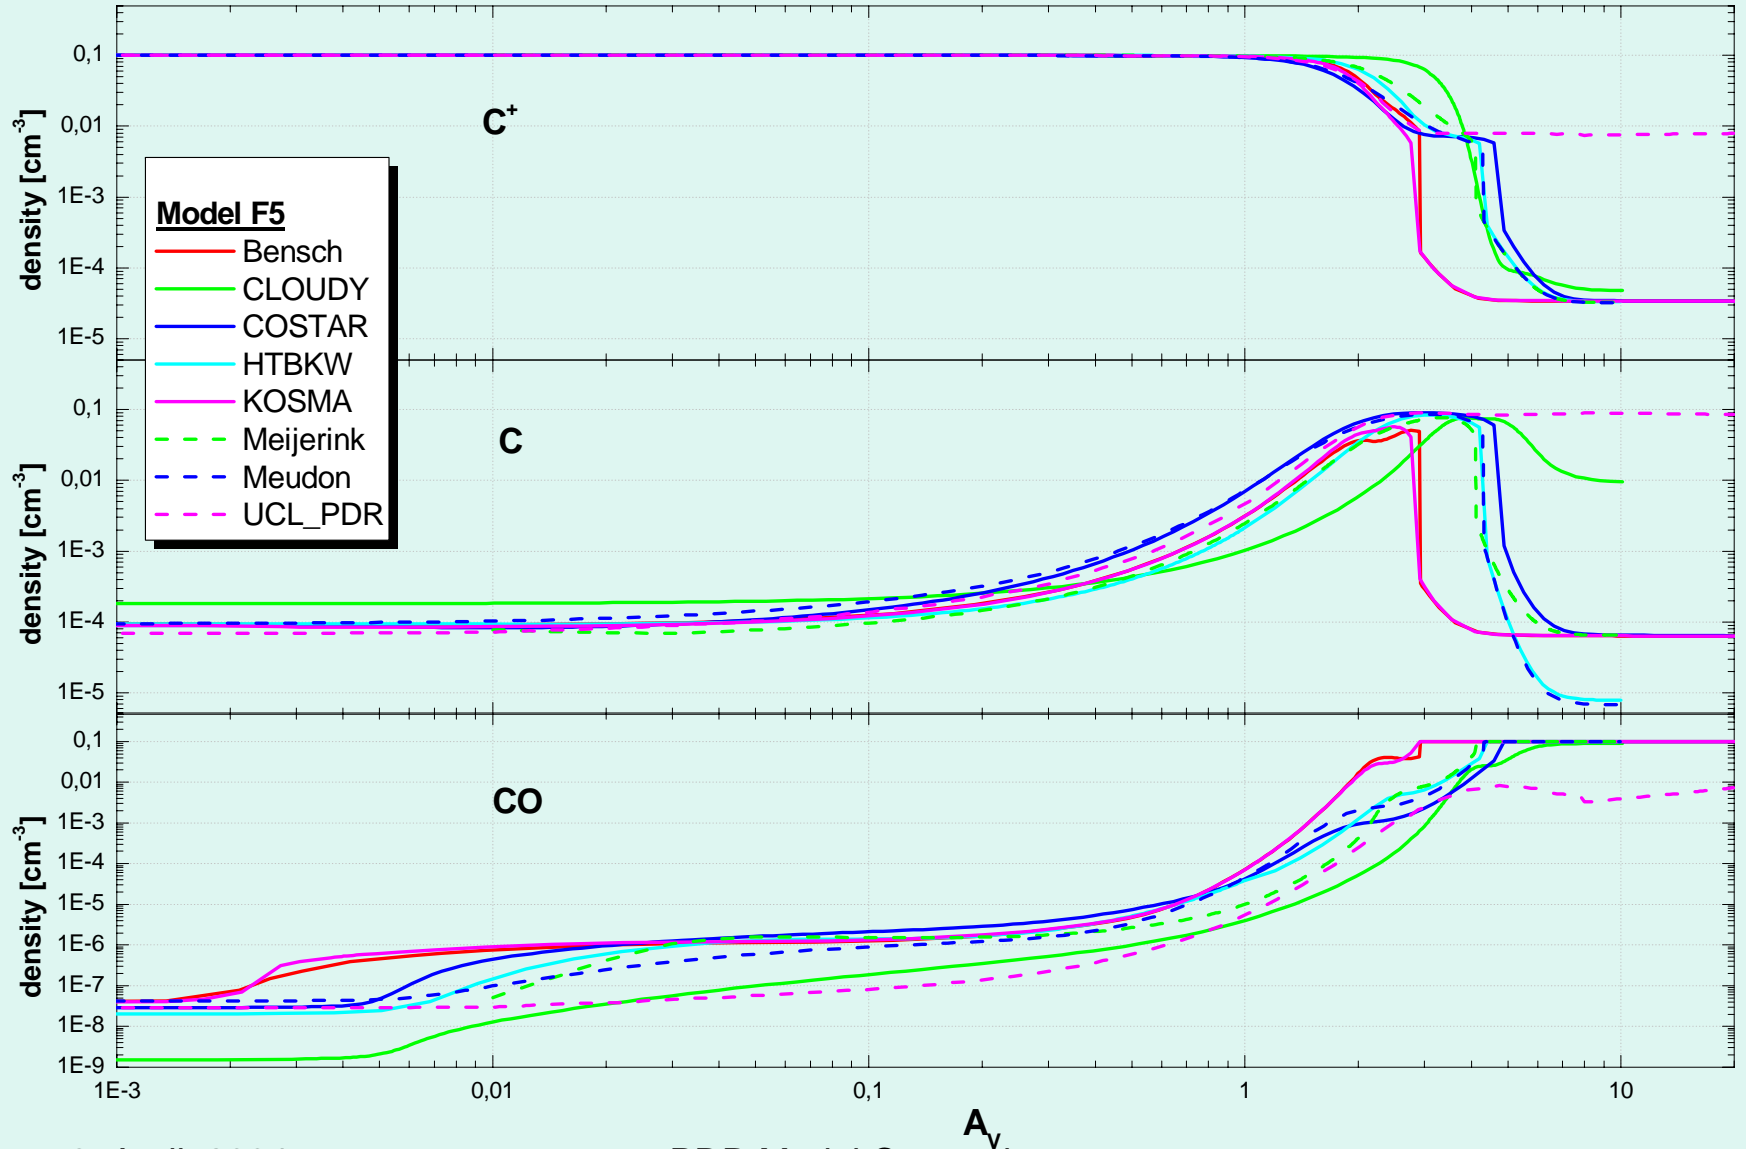 0,1
0,01
1E-3
1E-4
1E-5
density [cm-3]
C+
Model F5
Bensch
CLOUDY
COSTAR
HTBKW
KOSMA
Meijerink
Meudon
UCL_PDR
0,1
0,01
1E-3
1E-4
1E-5
density [cm-3]
C
0,1
0,01
1E-3
1E-4
1E-5
1E-6
1E-7
1E-8
1E-9
density [cm-3]
CO
1E-3 0,01 0,1 1 10
AV
PDR Model